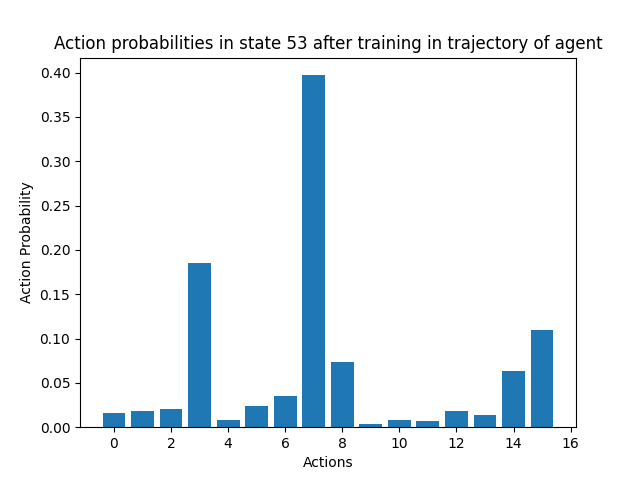 Action probabilities in state 53 after training in trajectory of agent
0.40
0.35
0.30
0.25
0.20
0.15
0.10
0.05
0.00
Action Probability
0 2 4 6 8 10 12 14 16
Actions